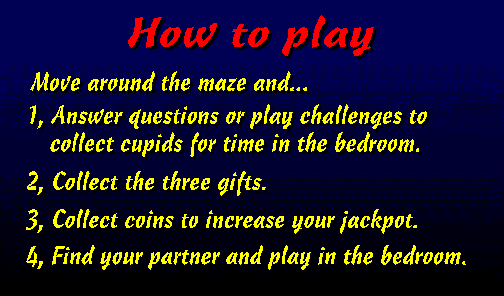 How to play
Move around the maze and...
1, Answer questions or play challenges to
collect cupids for time in the bedroom.
2, Collect the three gifts.
3, Collect coins to increase your jackpot.
4, Find your partner and play in the bedroom.